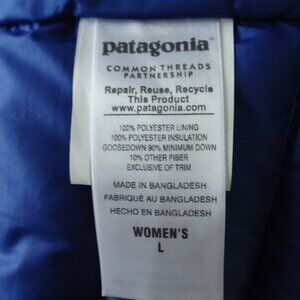 patagonia
COMMON THREADS
PARTNERSHIP
Repair, Reuse, Recycle
This Product
www.patagonia.com
100% POLYESTER LINING
100% POLYESTER INSULATION
GOOSEDOWN 90% MINIMUM DOWN
10% OTHER FIBER
EXCLUSIVE OF TRIM
MADE IN BANGLADESH
FABRIQUÉ AU BANGLADESH
HECHO EN BANGLADESH
WOMEN'S
L